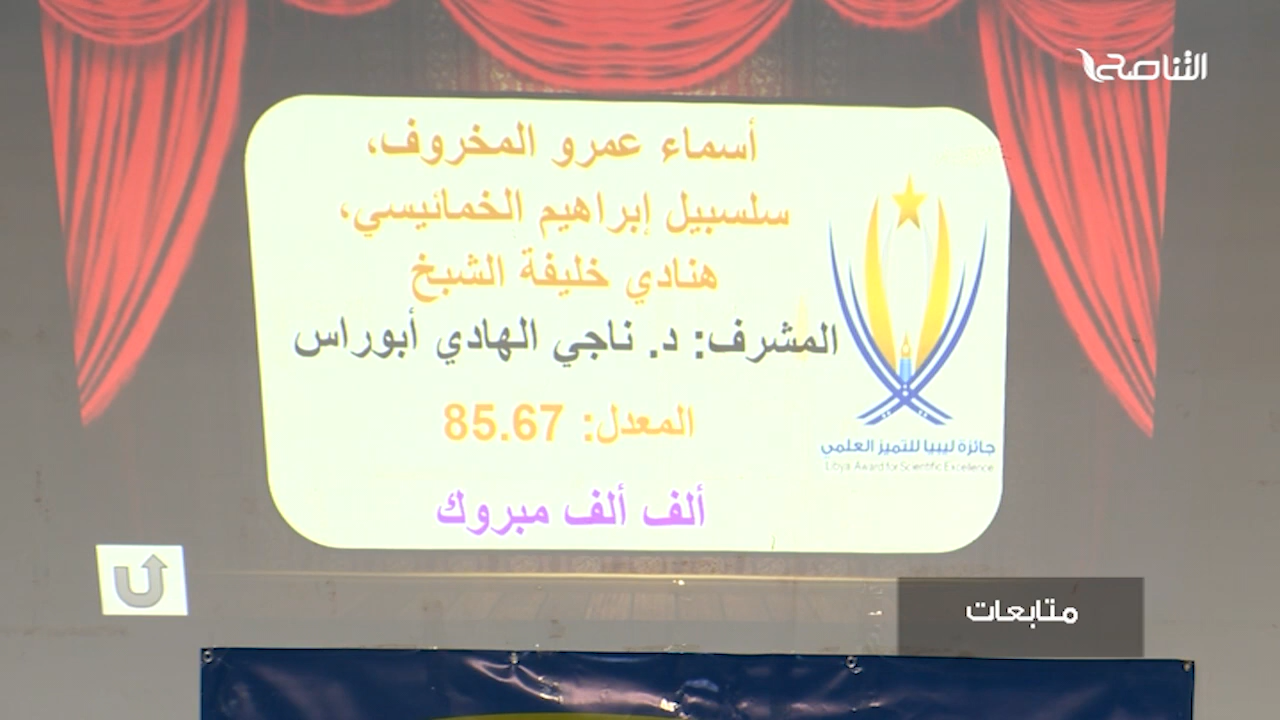 التناصح
أسماء عمرو المخروف،
سلسبيل إبراهيم الخمائيسي،
هنادي خليفة الشبخ
المشرف: د. ناجي الهادي أبوراس
المعدل: 85.67
ألف ألف مبروك
جائزة ليبيا للتميز العلمي
Libya Award for Scientific Excellence
متابعات